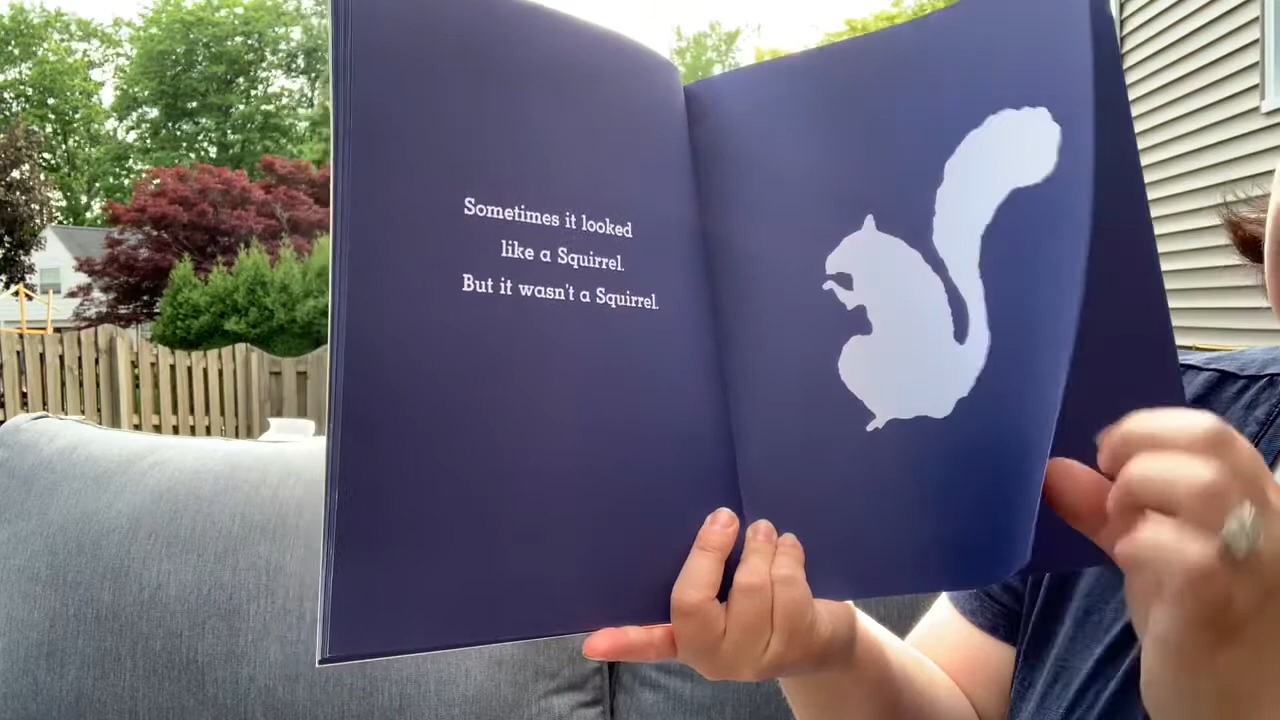 Sometimes it looked
like a Squirrel.
But it wasn't a Squirrel.